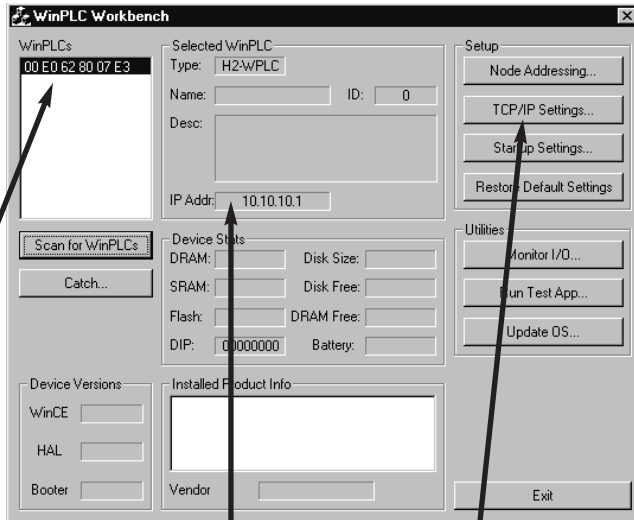 WinPLC Workbench
WinPLCs
00 E0 62 80 07 E3
Scan for WinPLCs
Catch...
Selected WinPLC
Type: H2-WPLC
Name: ID: 0
Desc:
IP Addr: 10.10.10.1
Device Stats
DRAM: Disk Size:
SRAM: Disk Free:
Flash: DRAM Free:
DIP: 00000000 Battery:
Device Versions
WinCE
HAL
Booter
Installed Product Info
Vendor
Setup
Node Addressing...
TCP/IP Settings...
Startup Settings...
Restore Default Settings
Utilities
Monitor I/O...
Run Test App...
Update OS...
Exit